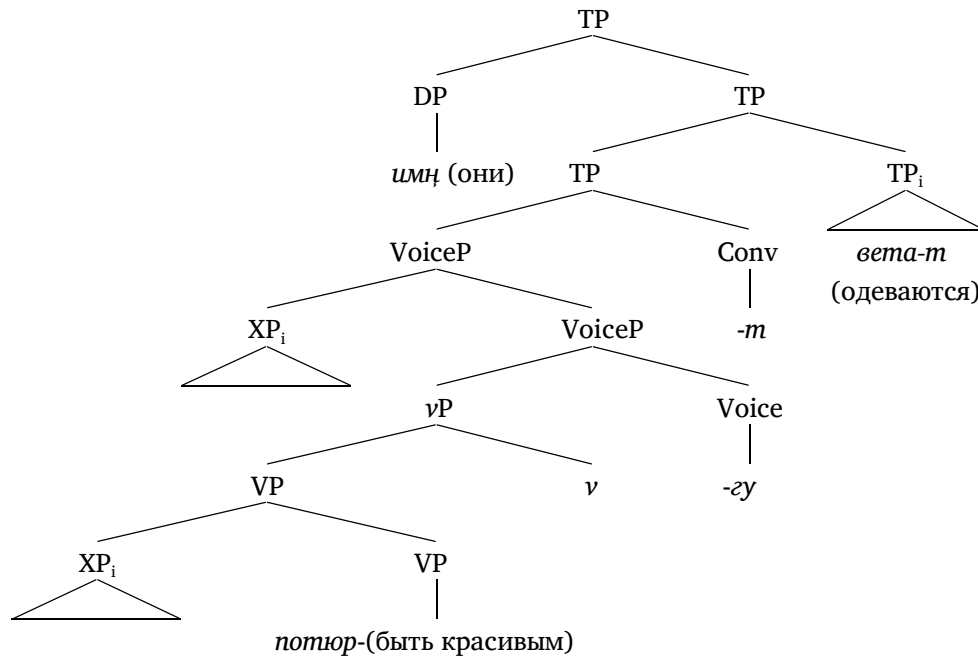 TP
DP TP
имӊ (они) TP TPᵢ
VoiceP Conv вета-т
(одеваются)
XPᵢ VoiceP -т
vP Voice
VP v -гу
XPᵢ VP
потюр-(быть красивым)